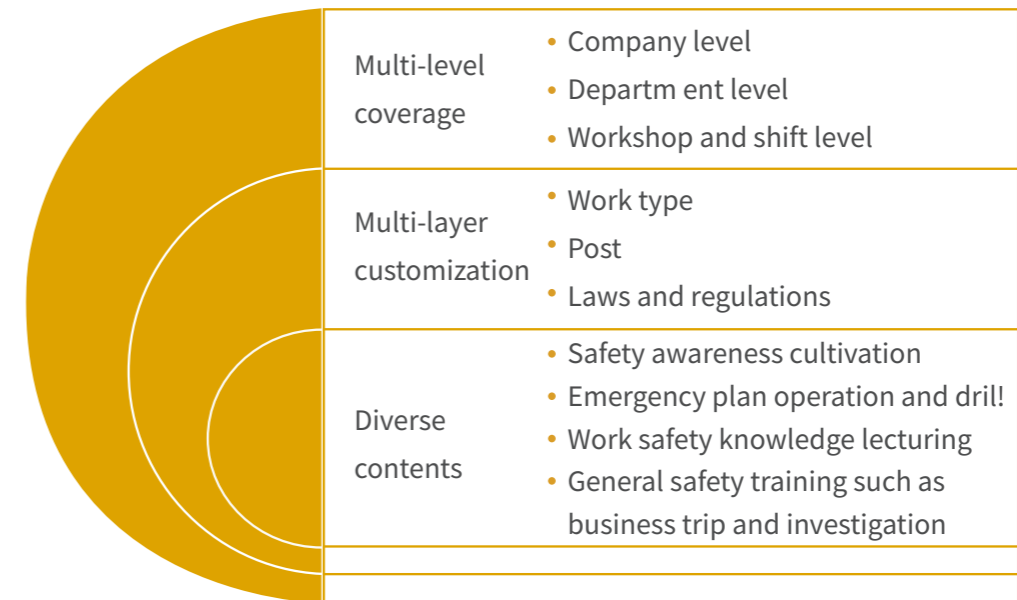 Multi-level
coverage
• Company level
• Departm ent level
• Workshop and shift level
Multi-layer
customization
• Work type
• Post
• Laws and regulations
Diverse
contents
• Safety awareness cultivation
• Emergency plan operation and dril!
• Work safety knowledge lecturing
• General safety training such as
business trip and investigation